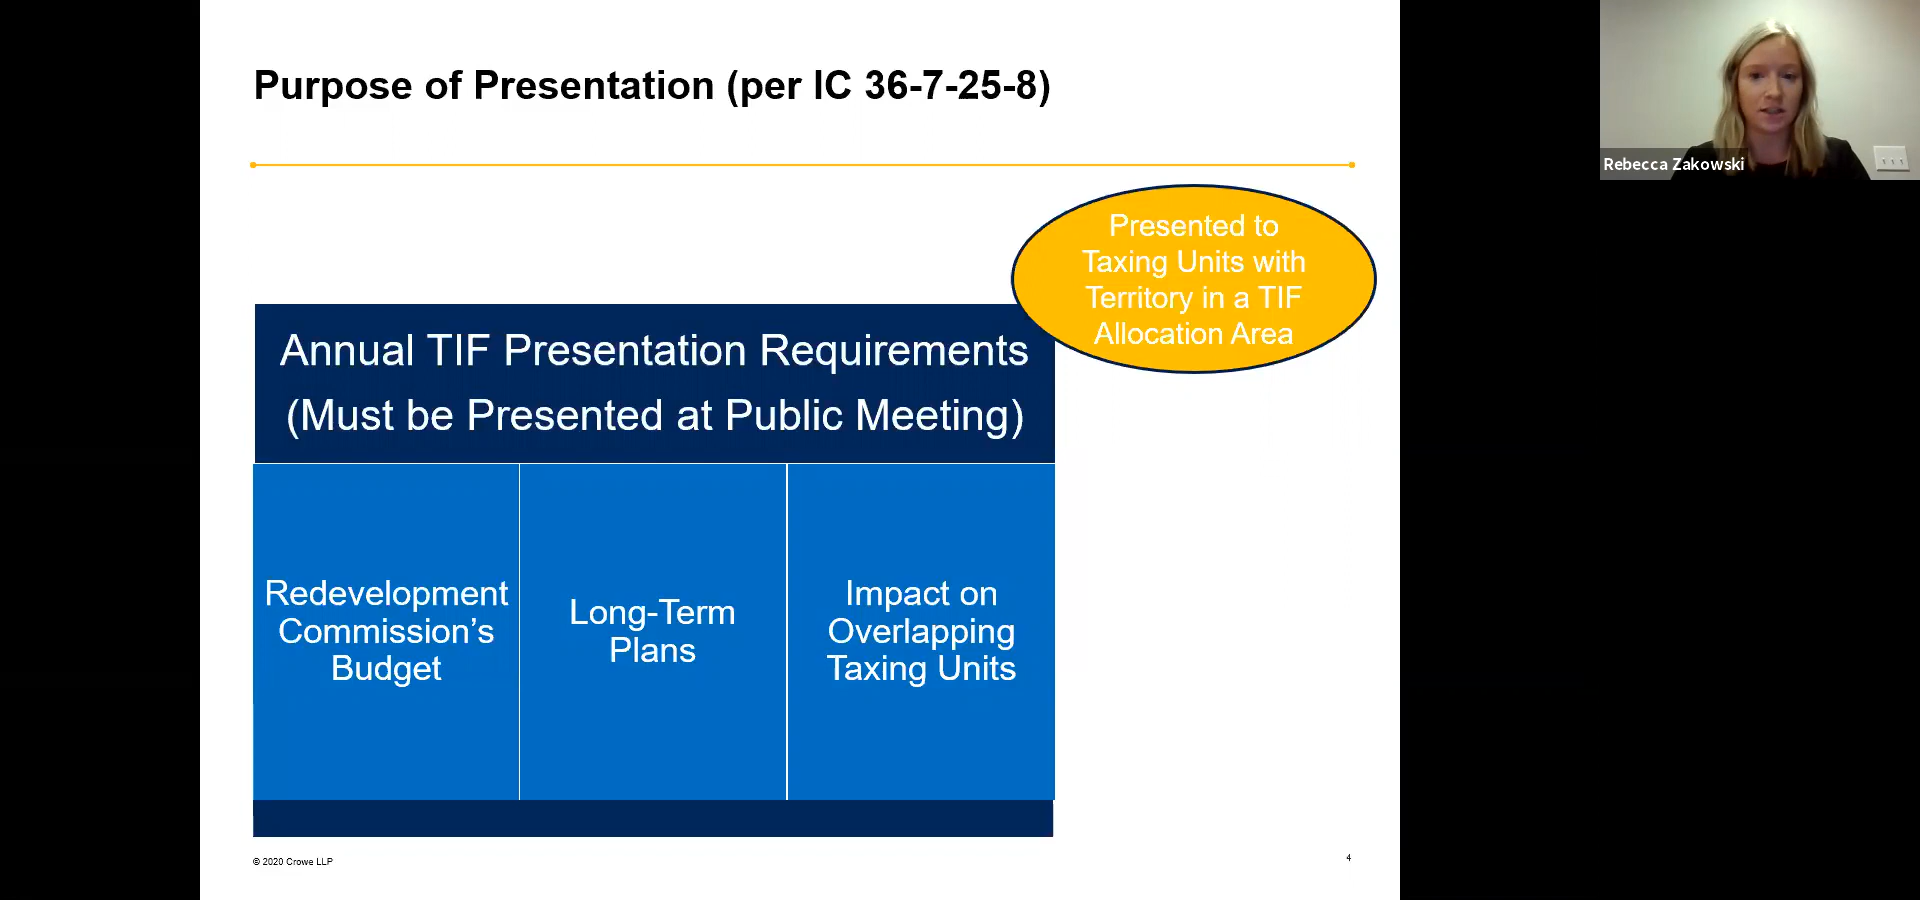 Purpose of Presentation (per IC 36-7-25-8)
Rebecca Zakowski
Presented to
Taxing Units with
Territory in a TIF
Allocation Area
Annual TIF Presentation Requirements
(Must be Presented at Public Meeting)
Redevelopment
Commission’s
Budget
Long-Term
Plans
Impact on
Overlapping
Taxing Units
© 2020 Crowe LLP
4